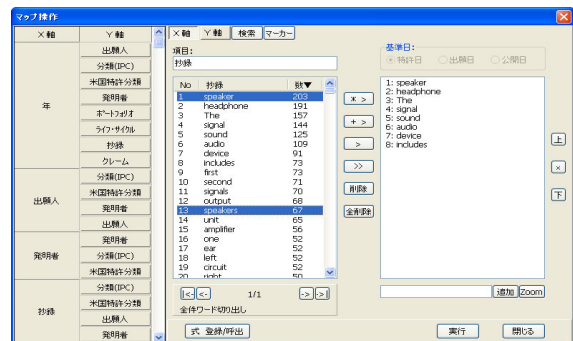 マップ操作
X 軸 Y 軸
年
出願人
分類(IPC)
米国特許分類
発明者
ポートフォリオ
ライフ・サイクル
抄録
クレーム
出願人
分類(IPC)
米国特許分類
発明者
出願人
発明者
発明者
分類(IPC)
米国特許分類
抄録
分類(IPC)
米国特許分類
出願人
発明者
X 軸 Y 軸 検索 マーカー
項目:
抄録
No 抄録 数▼
1 speaker 203
2 headphone 191
3 The 157
4 signal 144
5 sound 125
6 audio 109
7 device 91
8 includes 73
9 first 73
10 second 71
11 signals 70
12 output 68
13 speakers 67
14 unit 65
15 amplifier 56
16 one 52
17 ear 52
18 left 52
19 circuit 52
20 right 50
|<- <- 1/1 -> ->|
全件ワード切り出し
* >
+ >
>
>>
削除
全削除
基準日:
特許日 出願日 公開日
1: speaker
2: headphone
3: The
4: signal
5: sound
6: audio
7: device
8: includes
上
×
下
追加 Zoom
式 登録/呼出 実行 閉じる